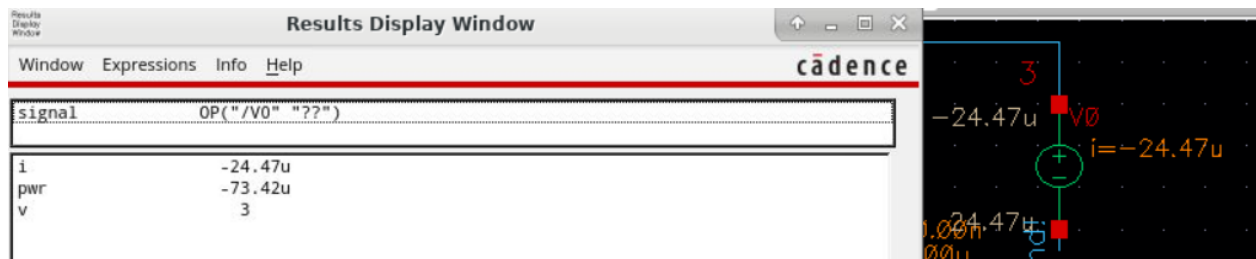 Results
Display
Window
Results Display Window
Window Expressions Info Help
cādence
signal OP("/V0" "??")
i -24.47u
pwr -73.42u
v 3
3
-24.47u
V0
i=-24.47u
24.47u